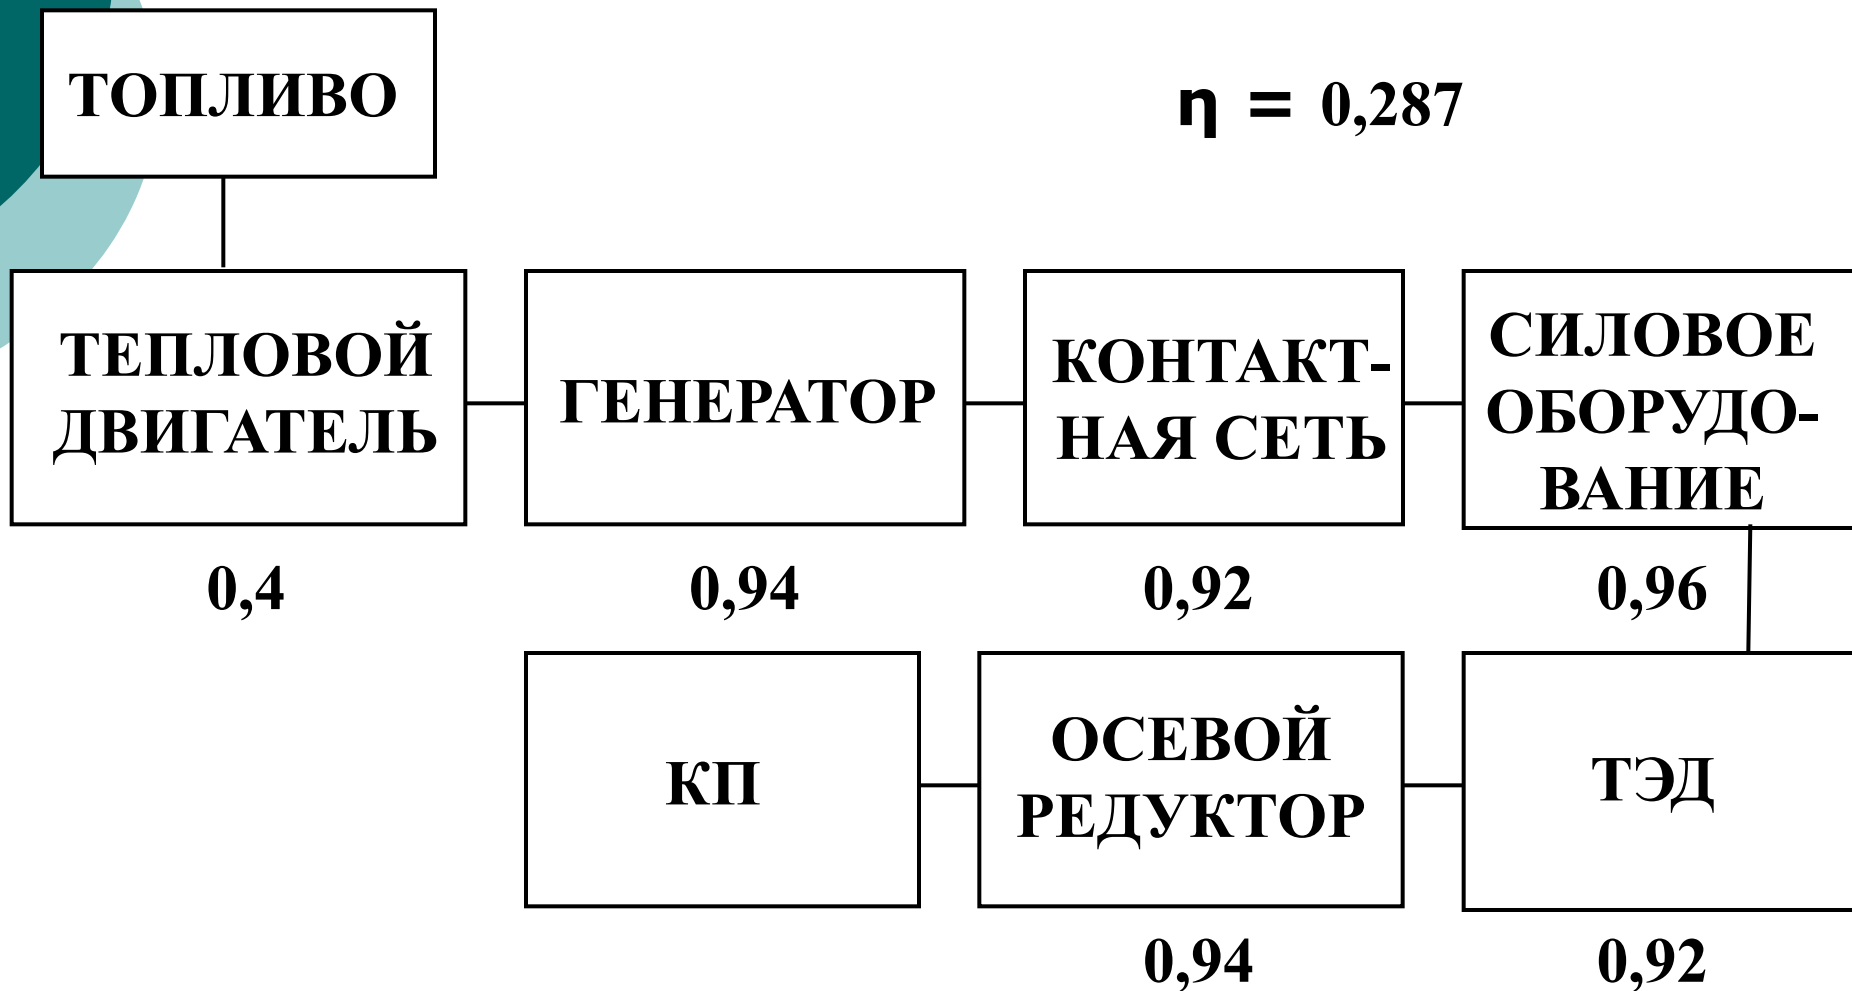 ТОПЛИВО
η = 0,287
ТЕПЛОВОЙ
ДВИГАТЕЛЬ
ГЕНЕРАТОР
КОНТАКТ-
НАЯ СЕТЬ
СИЛОВОЕ
ОБОРУДО-
ВАНИЕ
0,4
0,94
0,92
0,96
КП
ОСЕВОЙ
РЕДУКТОР
ТЭД
0,94
0,92